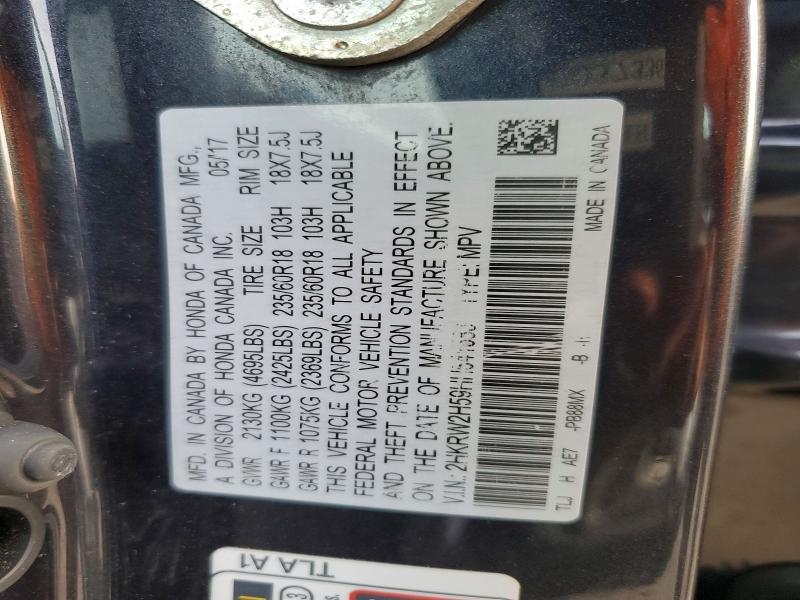 MFD. IN CANADA BY HONDA OF CANADA MFG.,
A DIVISION OF HONDA CANADA INC. 05/17
GVWR 2130KG (4695LBS) TIRE SIZE RIM SIZE
GAWR F 1100KG (2425LBS) 235/60R18 103H 18X7.5J
GAWR R 1075KG (2369LBS) 235/60R18 103H 18X7.5J
THIS VEHICLE CONFORMS TO ALL APPLICABLE
FEDERAL MOTOR VEHICLE SAFETY
AND THEFT PREVENTION STANDARDS IN EFFECT
ON THE DATE OF MANUFACTURE SHOWN ABOVE.
V.I.N.: TYPE: MPV
TLJ H AE7 -PB88MX -B
MADE IN CANADA
TLA A1
3